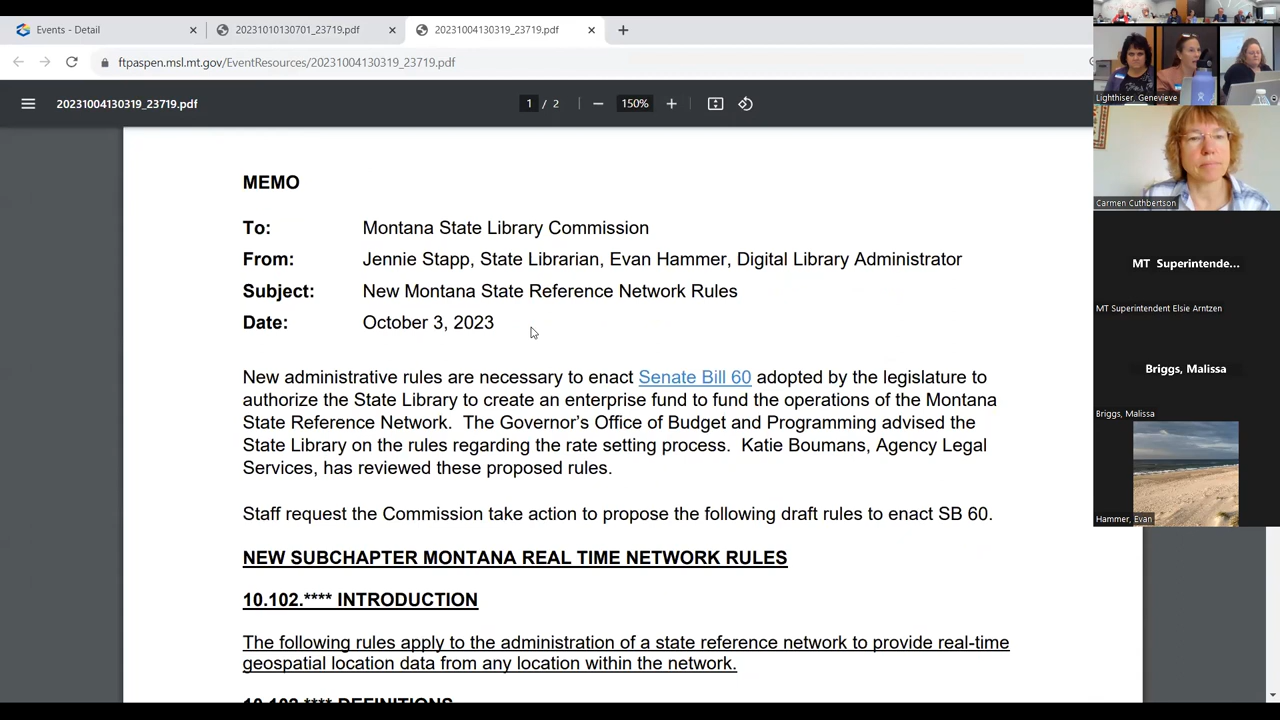 Events - Detail
20231010130701_23719.pdf
20231004130319_23719.pdf
ftpaspen.msl.mt.gov/EventResources/20231004130319_23719.pdf
20231004130319_23719.pdf
1 / 2
150%
MEMO
To: Montana State Library Commission
From: Jennie Stapp, State Librarian, Evan Hammer, Digital Library Administrator
Subject: New Montana State Reference Network Rules
Date: October 3, 2023
New administrative rules are necessary to enact Senate Bill 60 adopted by the legislature to
authorize the State Library to create an enterprise fund to fund the operations of the Montana
State Reference Network. The Governor's Office of Budget and Programming advised the
State Library on the rules regarding the rate setting process. Katie Boumans, Agency Legal
Services, has reviewed these proposed rules.
Staff request the Commission take action to propose the following draft rules to enact SB 60.
NEW SUBCHAPTER MONTANA REAL TIME NETWORK RULES
10.102.**** INTRODUCTION
The following rules apply to the administration of a state reference network to provide real-time
geospatial location data from any location within the network.
10.102.**** DEFINITIONS
Lighthiser, Genevieve
Carmen Cuthbertson
MT Superintende...
MT Superintendent Elsie Arntzen
Briggs, Malissa
Briggs, Malissa
Hammer, Evan